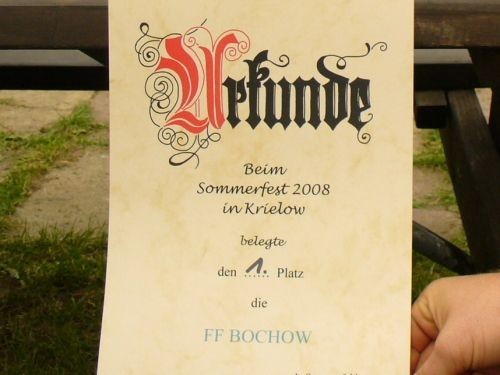 Urkunde
Beim
Sommerfest 2008
in Krielow
belegte
den 1. Platz
die
FF BOCHOW